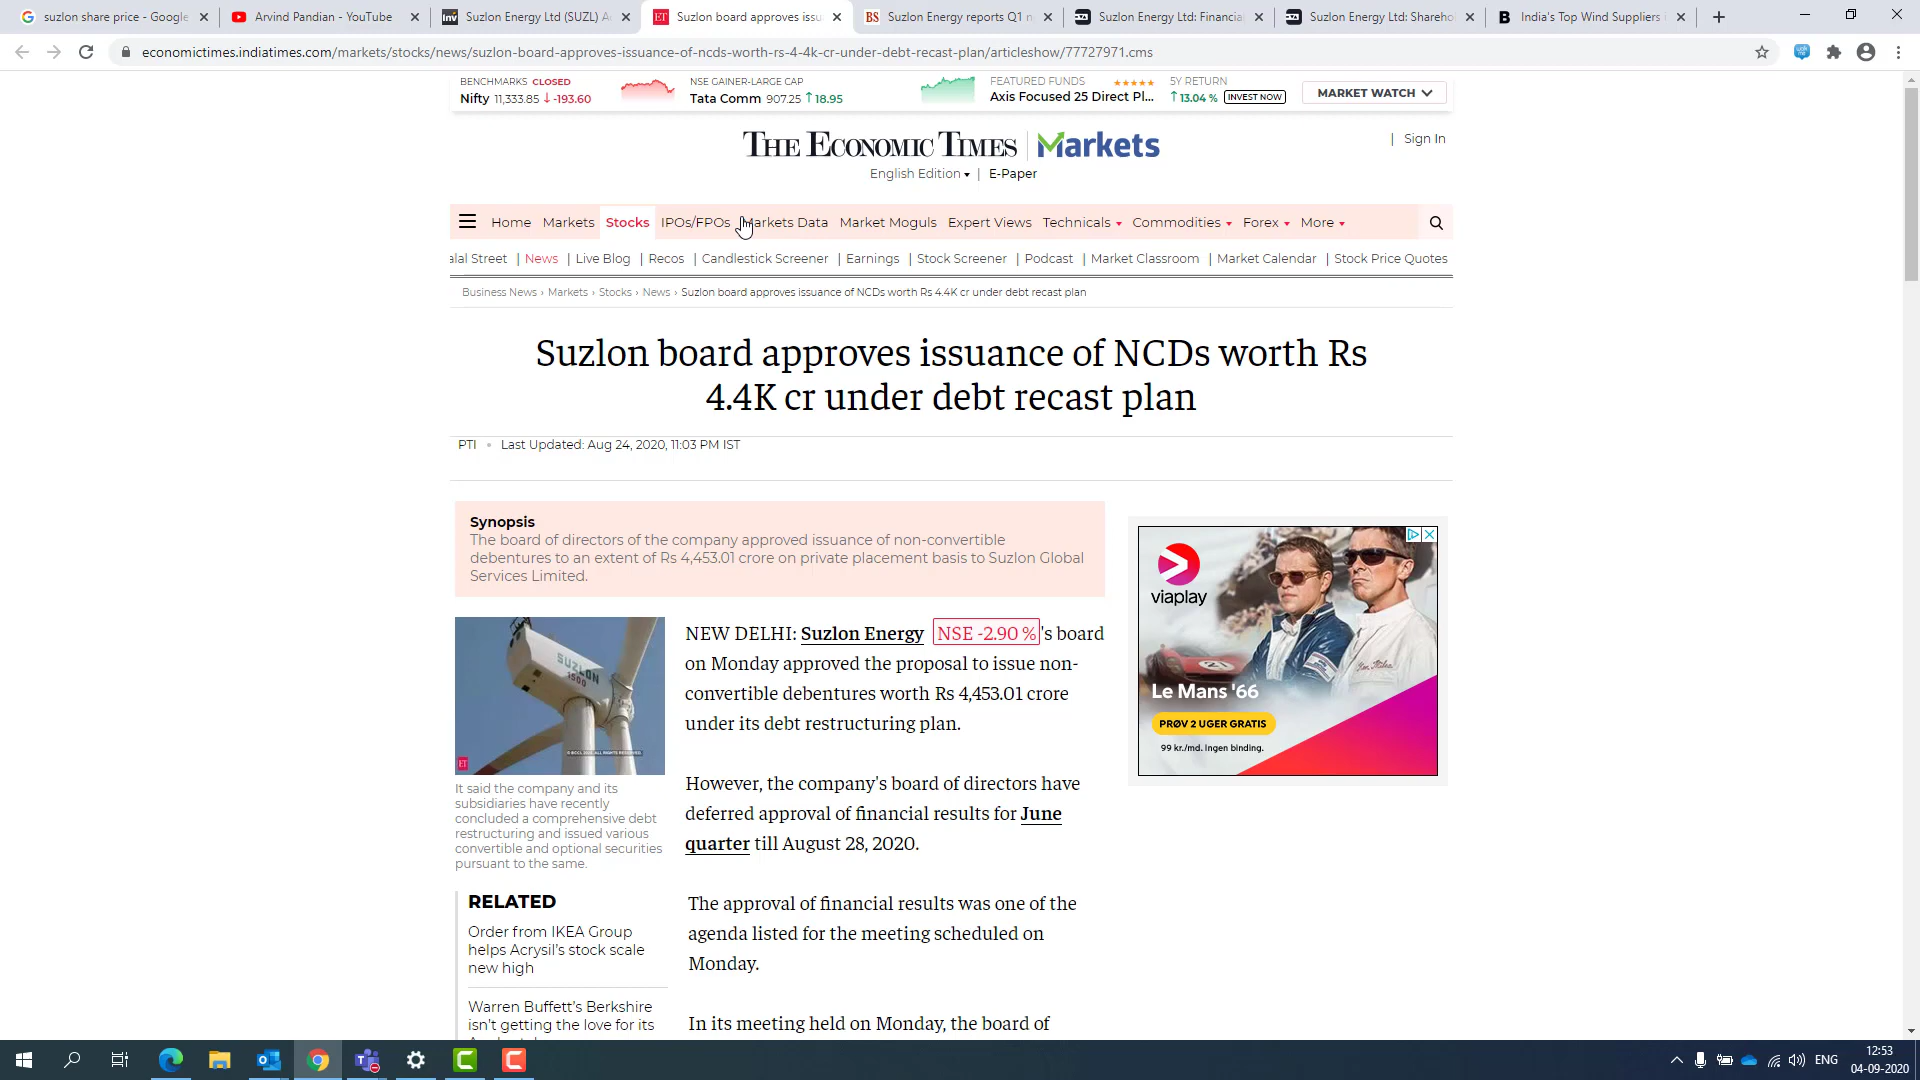 suzlon share price - Google
Arvind Pandian - YouTube
Suzlon Energy Ltd (SUZL) A
Suzlon board approves issu
Suzlon Energy reports Q1 n
Suzlon Energy Ltd: Financia
Suzlon Energy Ltd: Shareho
India's Top Wind Suppliers
economictimes.indiatimes.com/markets/stocks/news/suzlon-board-approves-issuance-of-ncds-worth-rs-4-4k-cr-under-debt-recast-plan/articleshow/77727971.cms
BENCHMARKS CLOSED
Nifty 11,333.85 -193.60
NSE GAINER-LARGE CAP
Tata Comm 907.25 18.95
FEATURED FUNDS
Axis Focused 25 Direct Pl...
5Y RETURN
13.04 % INVEST NOW
MARKET WATCH
THE ECONOMIC TIMES | Markets
| Sign In
English Edition | E-Paper
Home Markets Stocks IPOs/FPOs Markets Data Market Moguls Expert Views Technicals Commodities Forex More
alal Street | News | Live Blog | Recos | Candlestick Screener | Earnings | Stock Screener | Podcast | Market Classroom | Market Calendar | Stock Price Quotes
Business News › Markets › Stocks › News › Suzlon board approves issuance of NCDs worth Rs 4.4K cr under debt recast plan
Suzlon board approves issuance of NCDs worth Rs
4.4K cr under debt recast plan
PTI • Last Updated: Aug 24, 2020, 11:03 PM IST
Synopsis
The board of directors of the company approved issuance of non-convertible
debentures to an extent of Rs 4,453.01 crore on private placement basis to Suzlon Global
Services Limited.
SUZLON
1500
ET
It said the company and its
subsidiaries have recently
concluded a comprehensive debt
restructuring and issued various
convertible and optional securities
pursuant to the same.
RELATED
Order from IKEA Group
helps Acrysil's stock scale
new high
Warren Buffett's Berkshire
isn't getting the love for its
NEW DELHI: Suzlon Energy NSE -2.90 % 's board
on Monday approved the proposal to issue non-
convertible debentures worth Rs 4,453.01 crore
under its debt restructuring plan.
However, the company's board of directors have
deferred approval of financial results for June
quarter till August 28, 2020.
The approval of financial results was one of the
agenda listed for the meeting scheduled on
Monday.
In its meeting held on Monday, the board of
viaplay
Le Mans '66
PRØV 2 UGER GRATIS
99 kr./md. Ingen binding.
ENG
12:53
04-09-2020